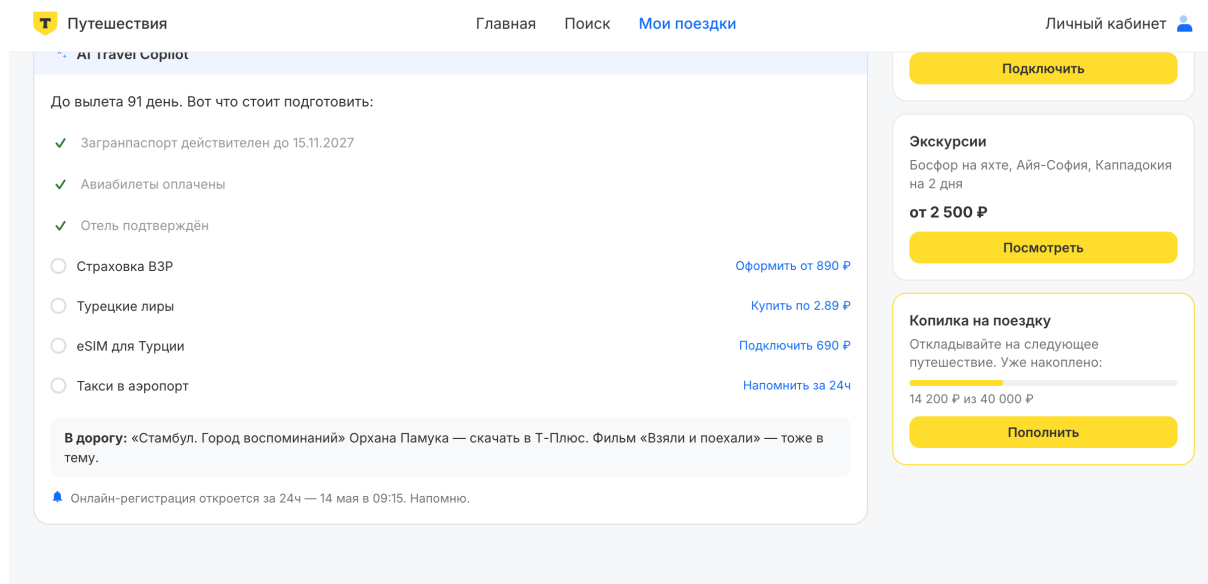 Т Путешествия
Главная Поиск Мои поездки
Личный кабинет
AI Travel Copilot
До вылета 91 день. Вот что стоит подготовить:
Загранпаспорт действителен до 15.11.2027
Авиабилеты оплачены
Отель подтверждён
Страховка ВЗР Оформить от 890 ₽
Турецкие лиры Купить по 2.89 ₽
eSIM для Турции Подключить 690 ₽
Такси в аэропорт Напомнить за 24ч
В дорогу: «Стамбул. Город воспоминаний» Орхана Памука — скачать в Т-Плюс. Фильм «Взяли и поехали» — тоже в
тему.
Онлайн-регистрация откроется за 24ч — 14 мая в 09:15. Напомню.
Подключить
Экскурсии
Босфор на яхте, Айя-София, Каппадокия
на 2 дня
от 2 500 ₽
Посмотреть
Копилка на поездку
Откладывайте на следующее
путешествие. Уже накоплено:
14 200 ₽ из 40 000 ₽
Пополнить